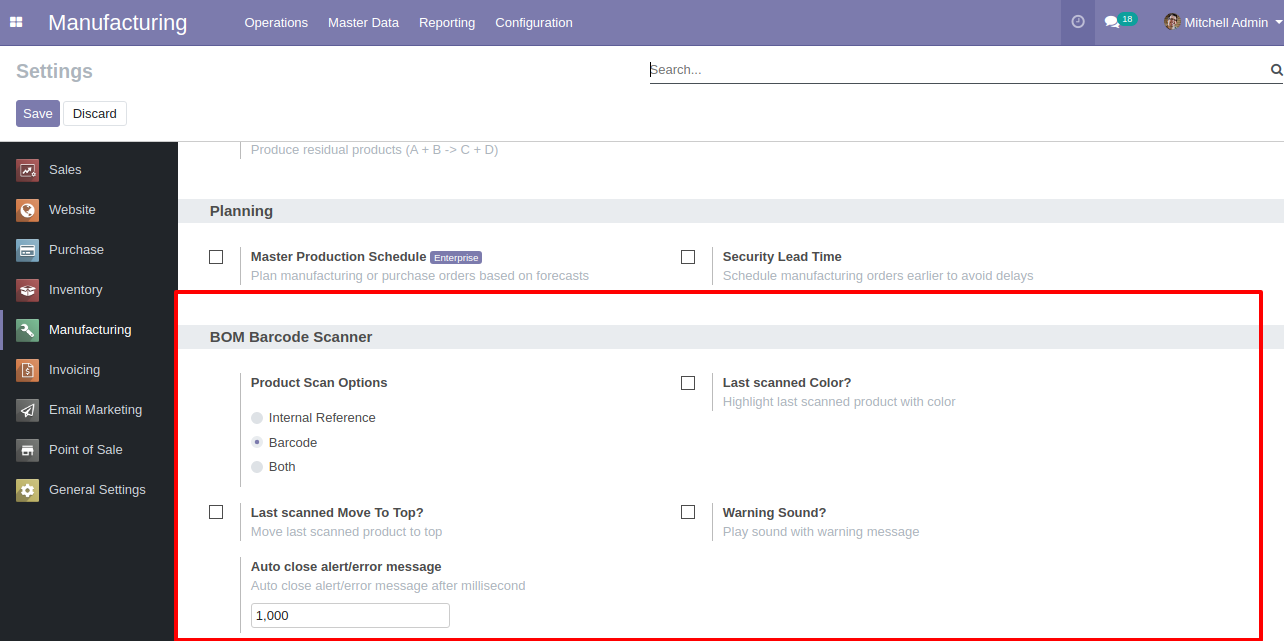 Manufacturing Operations Master Data Reporting Configuration 18 Mitchell Admin
Settings
Search...
Save Discard
Sales
Website
Purchase
Inventory
Manufacturing
Invoicing
Email Marketing
Point of Sale
General Settings
Produce residual products (A + B -> C + D)
Planning
Master Production Schedule Enterprise
Plan manufacturing or purchase orders based on forecasts
Security Lead Time
Schedule manufacturing orders earlier to avoid delays
BOM Barcode Scanner
Product Scan Options
Internal Reference
Barcode
Both
Last scanned Color?
Highlight last scanned product with color
Last scanned Move To Top?
Move last scanned product to top
Warning Sound?
Play sound with warning message
Auto close alert/error message
Auto close alert/error message after millisecond
1,000